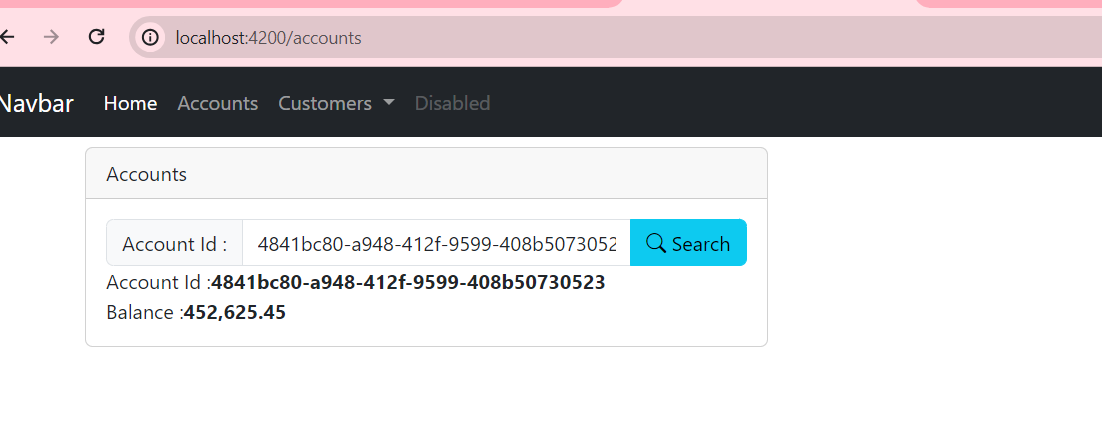 localhost:4200/accounts
Navbar Home Accounts Customers Disabled
Accounts
Account Id : 4841bc80-a948-412f-9599-408b5073052 Search
Account Id :4841bc80-a948-412f-9599-408b50730523
Balance :452,625.45